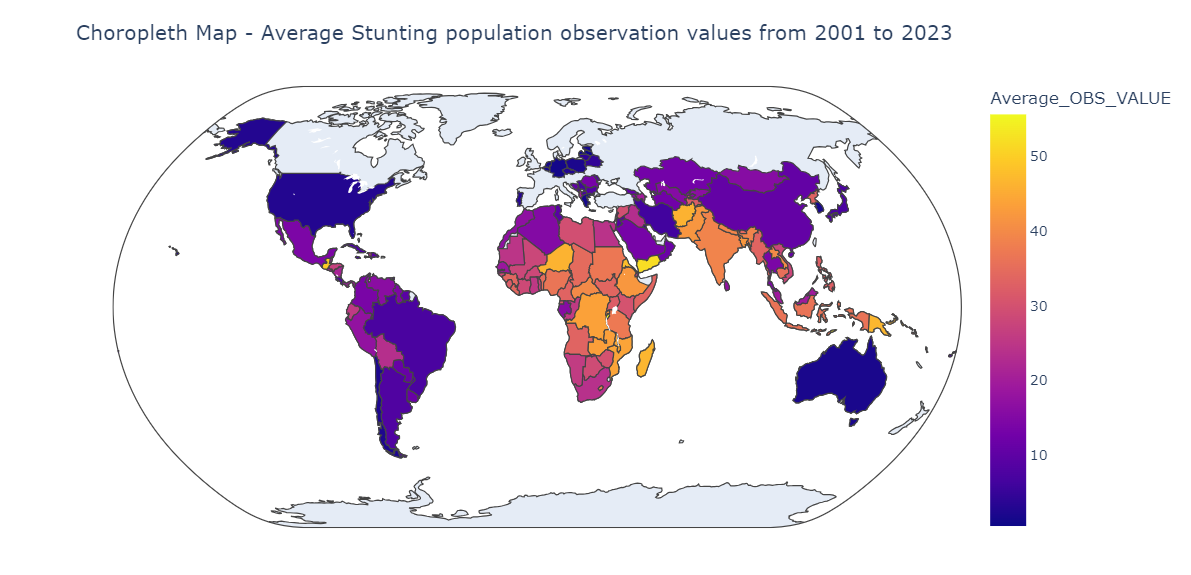 Choropleth Map - Average Stunting population observation values from 2001 to 2023
Average_OBS_VALUE
50
40
30
20
10